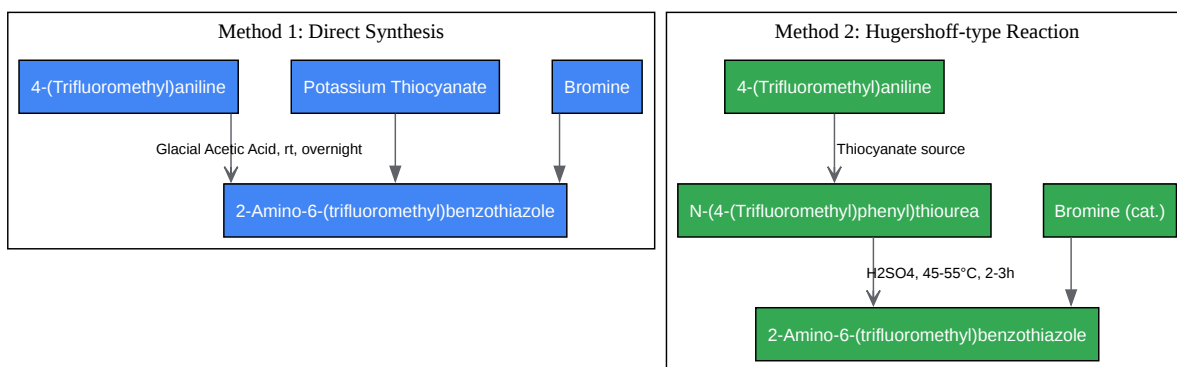 Method 1: Direct Synthesis
4-(Trifluoromethyl)aniline
Potassium Thiocyanate
Bromine
Glacial Acetic Acid, rt, overnight
2-Amino-6-(trifluoromethyl)benzothiazole
Method 2: Hugershoff-type Reaction
4-(Trifluoromethyl)aniline
Thiocyanate source
N-(4-(Trifluoromethyl)phenyl)thiourea
Bromine (cat.)
H2SO4, 45-55°C, 2-3h
2-Amino-6-(trifluoromethyl)benzothiazole